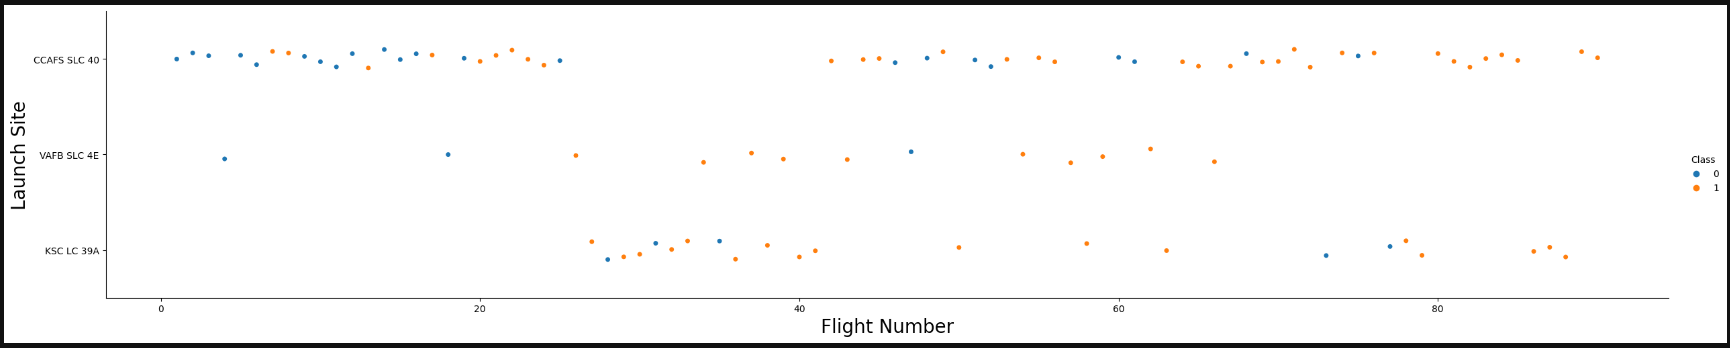 CCAFS SLC 40
VAFB SLC 4E
KSC LC 39A
Launch Site
0 20 40 60 80
Flight Number
Class
0
1